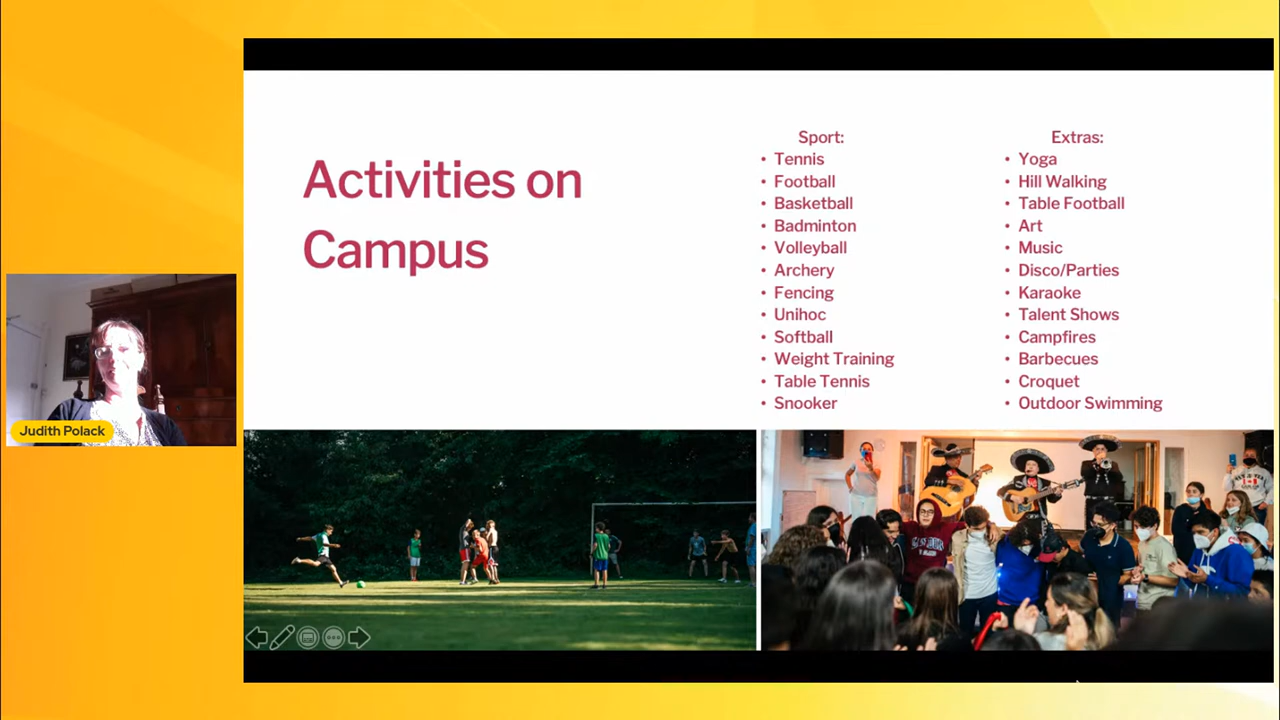 Activities on
Campus
Sport:
• Tennis
• Football
• Basketball
• Badminton
• Volleyball
• Archery
• Fencing
• Unihoc
• Softball
• Weight Training
• Table Tennis
• Snooker
Extras:
• Yoga
• Hill Walking
• Table Football
• Art
• Music
• Disco/Parties
• Karaoke
• Talent Shows
• Campfires
• Barbecues
• Croquet
• Outdoor Swimming
Judith Polack